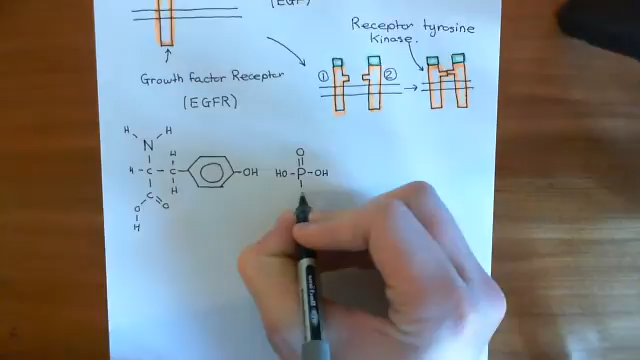 (EGF)
Receptor tyrosine
kinase.
Growth factor Receptor
(EGFR)
① ②
H H
N
H
H - C - C - OH
H
C
O O
H
O
HO - P - OH